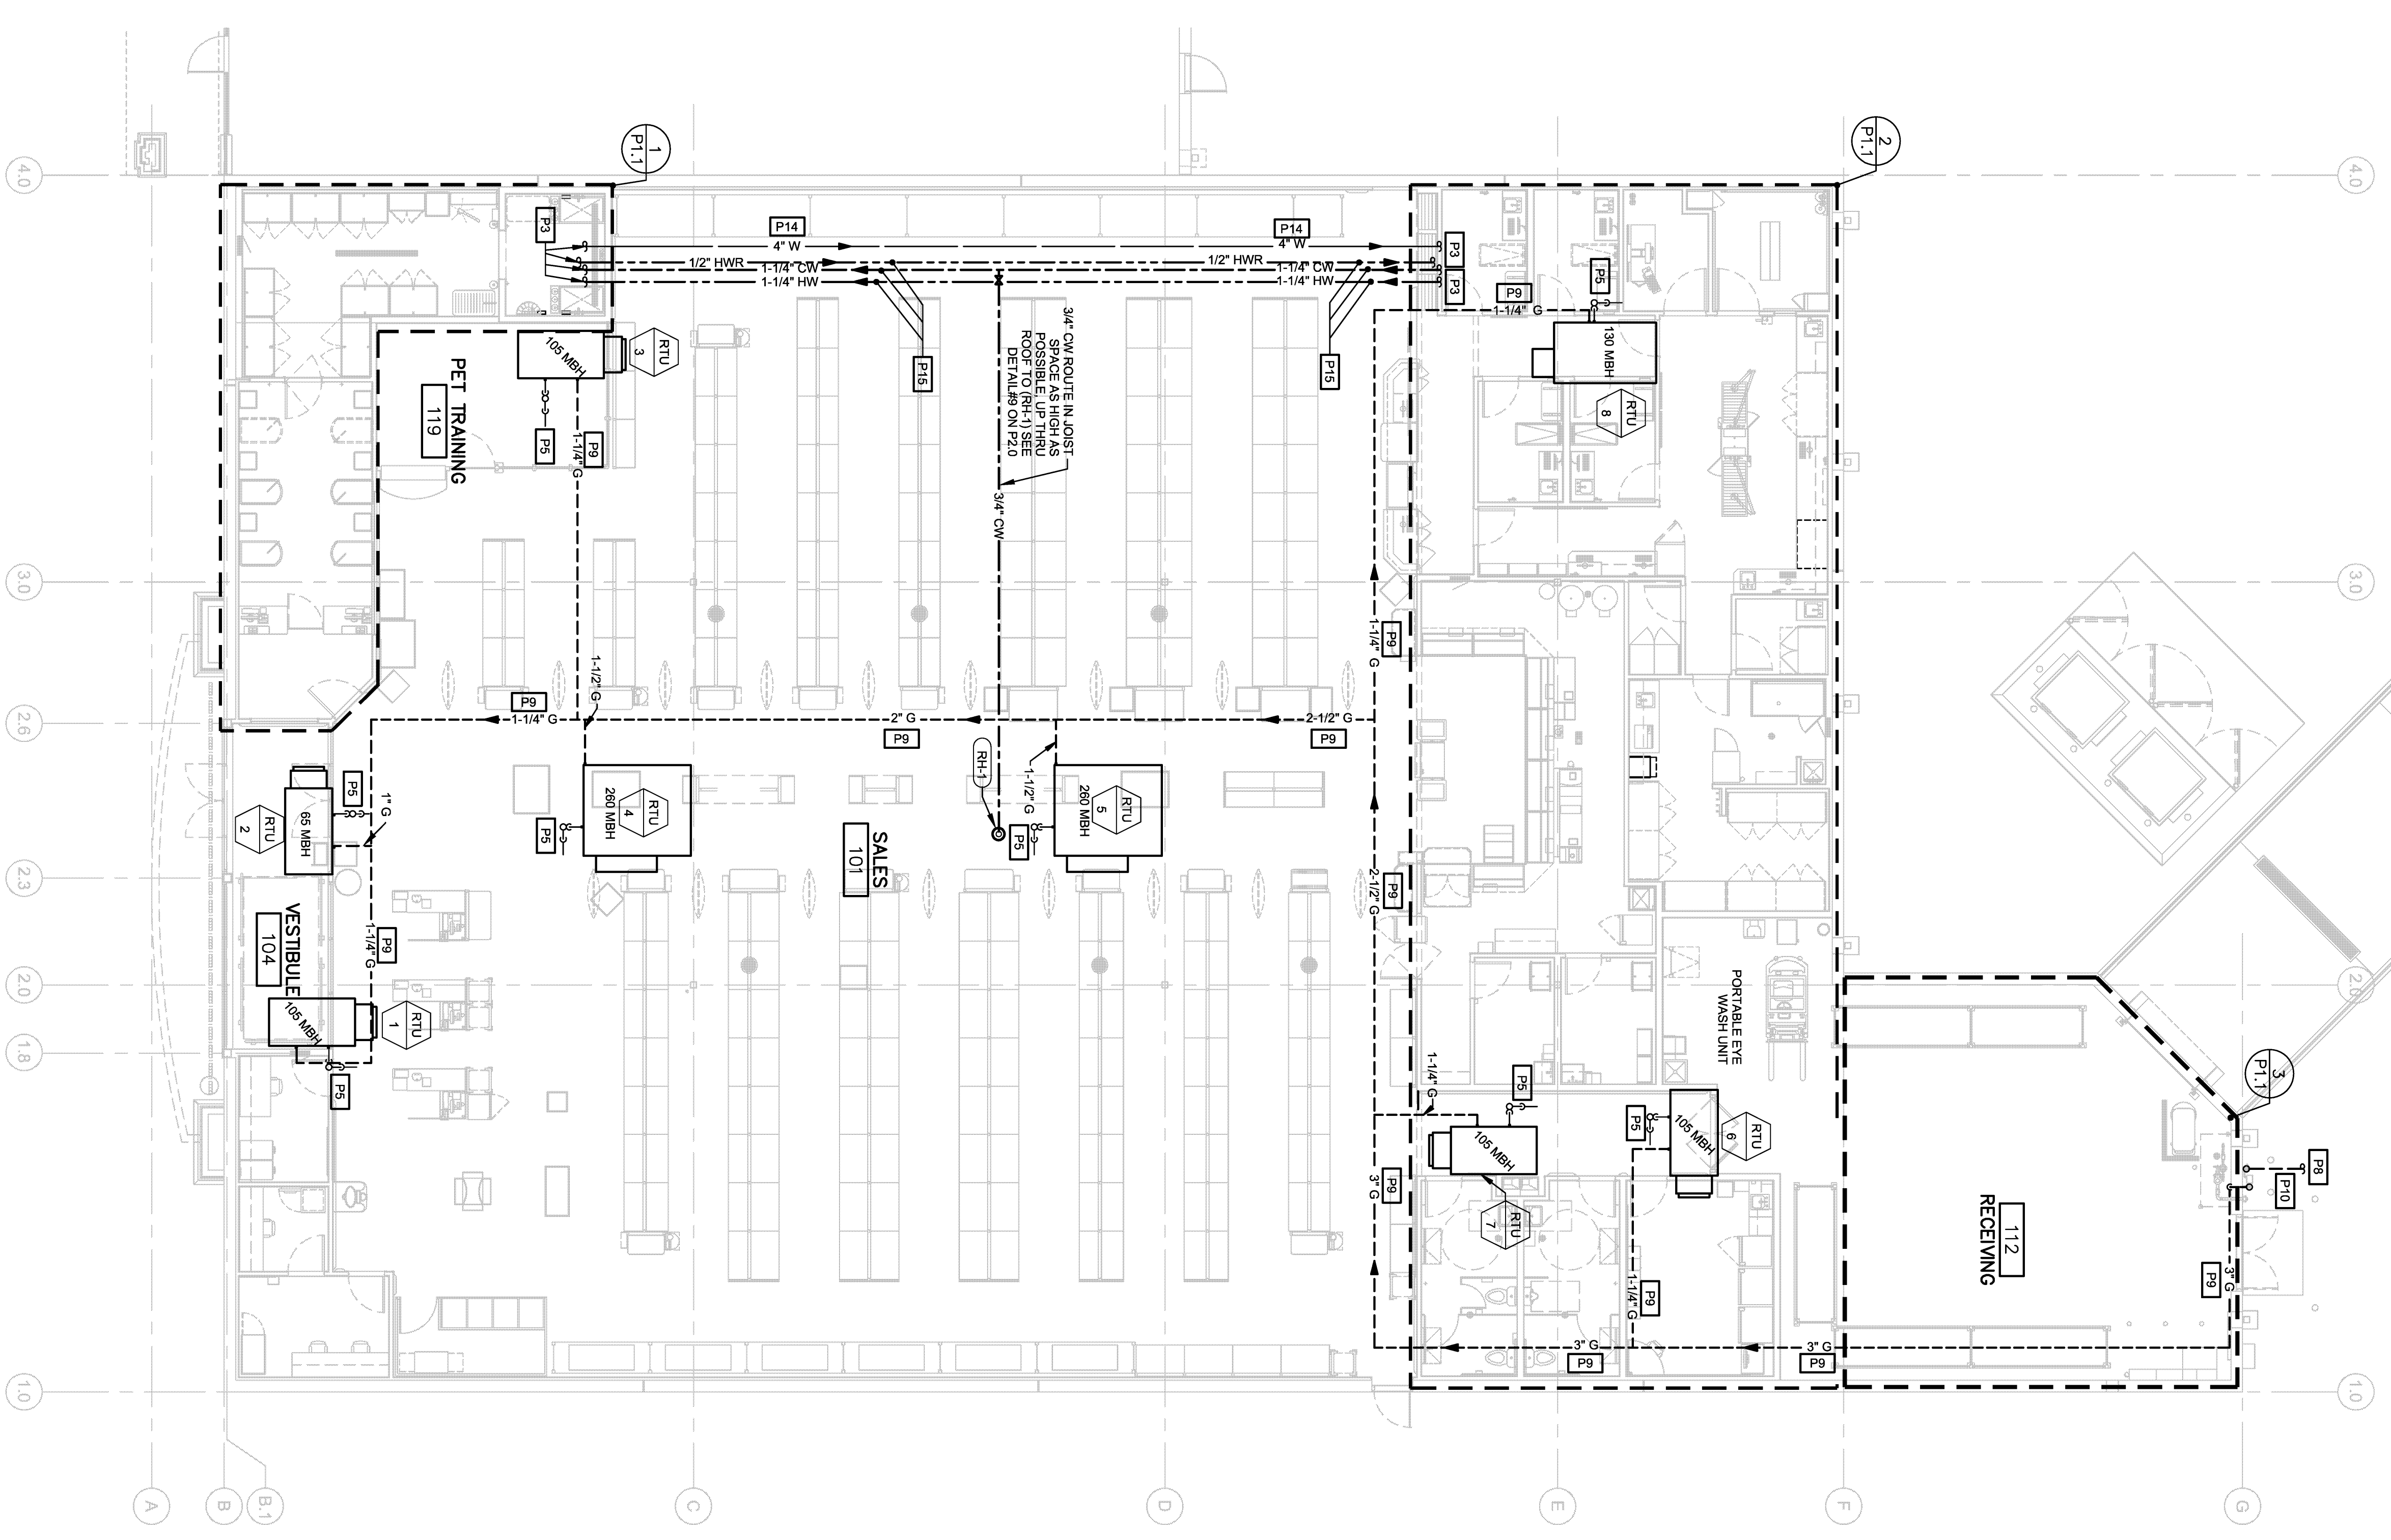 1
P1.1
2
P1.1
4.0
4.0
P3
P14
P14
4" W
4" W
P3
1/2" HWR
1/2" HWR
1-1/4" CW
1-1/4" CW
1-1/4" HW
1-1/4" HW
P3
P5
P9
1-1/4" G
3/4" CW ROUTE IN JOIST
SPACE AS HIGH AS
POSSIBLE, UP THRU
ROOF TO (RH-1) SEE
DETAIL#9 ON P2.0
105 MBH
RTU
3
P15
P15
130 MBH
RTU
8
PET TRAINING
119
P5
P9
1-1/4" G
3/4" CW
3.0
3.0
P9
1-1/4" G
1-1/2" G
P9
1-1/4" G
2" G
P9
2-1/2" G
P9
2.6
RH-1
1-1/2" G
P5
1" G
65 MBH
RTU
2
260 MBH
RTU
4
P5
260 MBH
RTU
5
P5
SALES
101
2.3
P9
2-1/2" G
VESTIBULE
104
P9
1-1/4" G
2.0
2.0
PORTABLE EYE
WASH UNIT
105 MBH
RTU
1
P5
1.8
3
P1.1
1-1/4" G
P5
105 MBH
RTU
7
P5
105 MBH
RTU
6
P8
P10
P9
3" G
RECEIVING
112
P9
3" G
P9
1-1/4" G
3" G
P9
3" G
P9
1.0
1.0
A
B
B.1
C
D
E
F
G